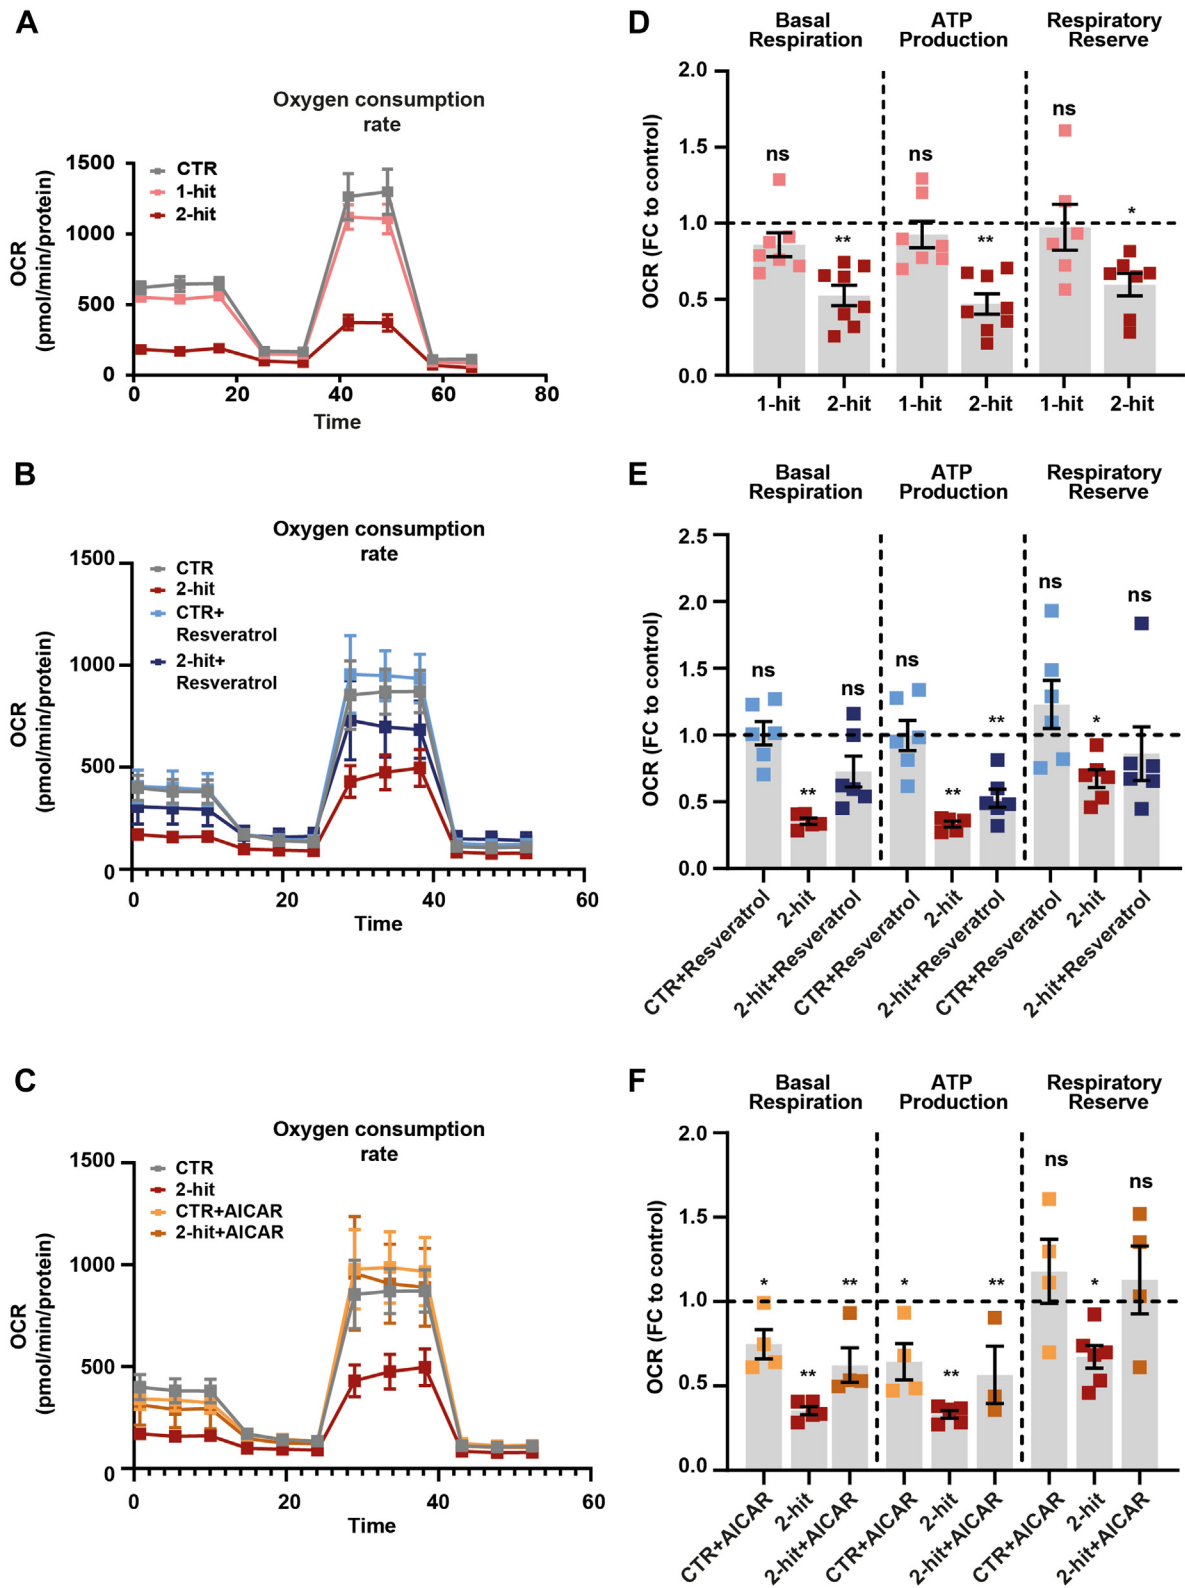 A
Oxygen consumption
rate
OCR
(pmol/min/protein)
1500
1000
500
0
CTR
1-hit
2-hit
0 20 40 60 80
Time
D
Basal
Respiration
ATP
Production
Respiratory
Reserve
OCR (FC to control)
2.0
1.5
1.0
0.5
0.0
ns
**
ns
**
ns
*
1-hit 2-hit 1-hit 2-hit 1-hit 2-hit
B
Oxygen consumption
rate
OCR
(pmol/min/protein)
1500
1000
500
0
CTR
2-hit
CTR+
Resveratrol
2-hit+
Resveratrol
0 20 40 60
Time
E
Basal
Respiration
ATP
Production
Respiratory
Reserve
OCR (FC to control)
2.5
2.0
1.5
1.0
0.5
0.0
ns
**
ns
ns
**
**
ns
*
ns
CTR+Resveratrol
2-hit
2-hit+Resveratrol
CTR+Resveratrol
2-hit
2-hit+Resveratrol
CTR+Resveratrol
2-hit
2-hit+Resveratrol
C
Oxygen consumption
rate
OCR
(pmol/min/protein)
1500
1000
500
0
CTR
2-hit
CTR+AICAR
2-hit+AICAR
0 20 40 60
Time
F
Basal
Respiration
ATP
Production
Respiratory
Reserve
OCR (FC to control)
2.0
1.5
1.0
0.5
0.0
*
**
**
*
**
**
ns
*
ns
CTR+AICAR
2-hit
2-hit+AICAR
CTR+AICAR
2-hit
2-hit+AICAR
CTR+AICAR
2-hit
2-hit+AICAR